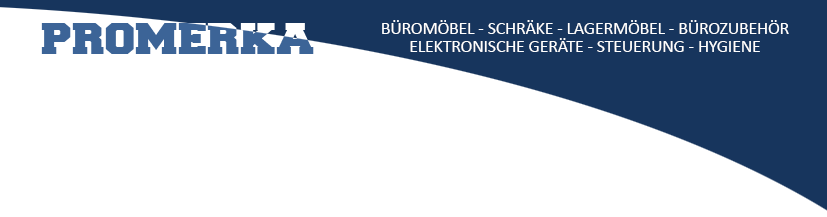 PROMERKA
BÜROMÖBEL - SCHRÄKE - LAGERMÖBEL - BÜROZUBEHÖR
ELEKTRONISCHE GERÄTE - STEUERUNG - HYGIENE